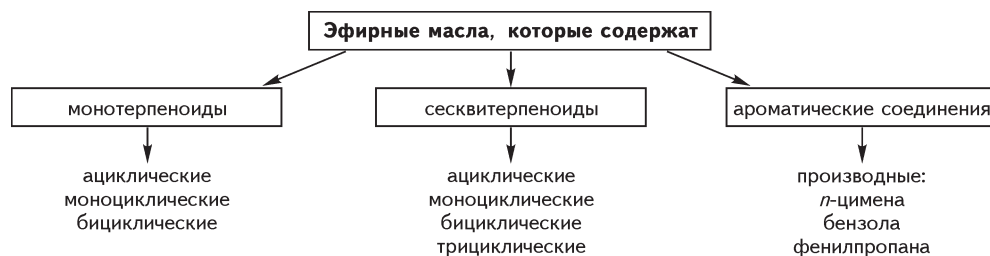 Эфирные масла, которые содержат
монотерпеноиды
сесквитерпеноиды
ароматические соединения
ациклические
моноциклические
бициклические
ациклические
моноциклические
бициклические
трициклические
производные:
п-цимена
бензола
фенилпропана